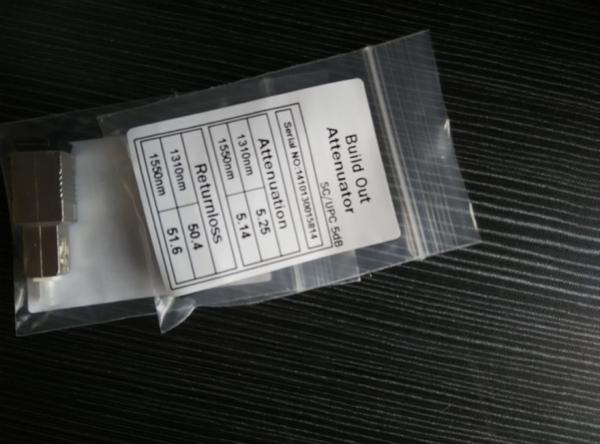 Build Out
Attenuator
SC/UPC 5dB
Serial NO:1410130015#14
Attenuation
1310nm 5.25
1550nm 5.14
Returnloss
1310nm 50.4
1550nm 51.6